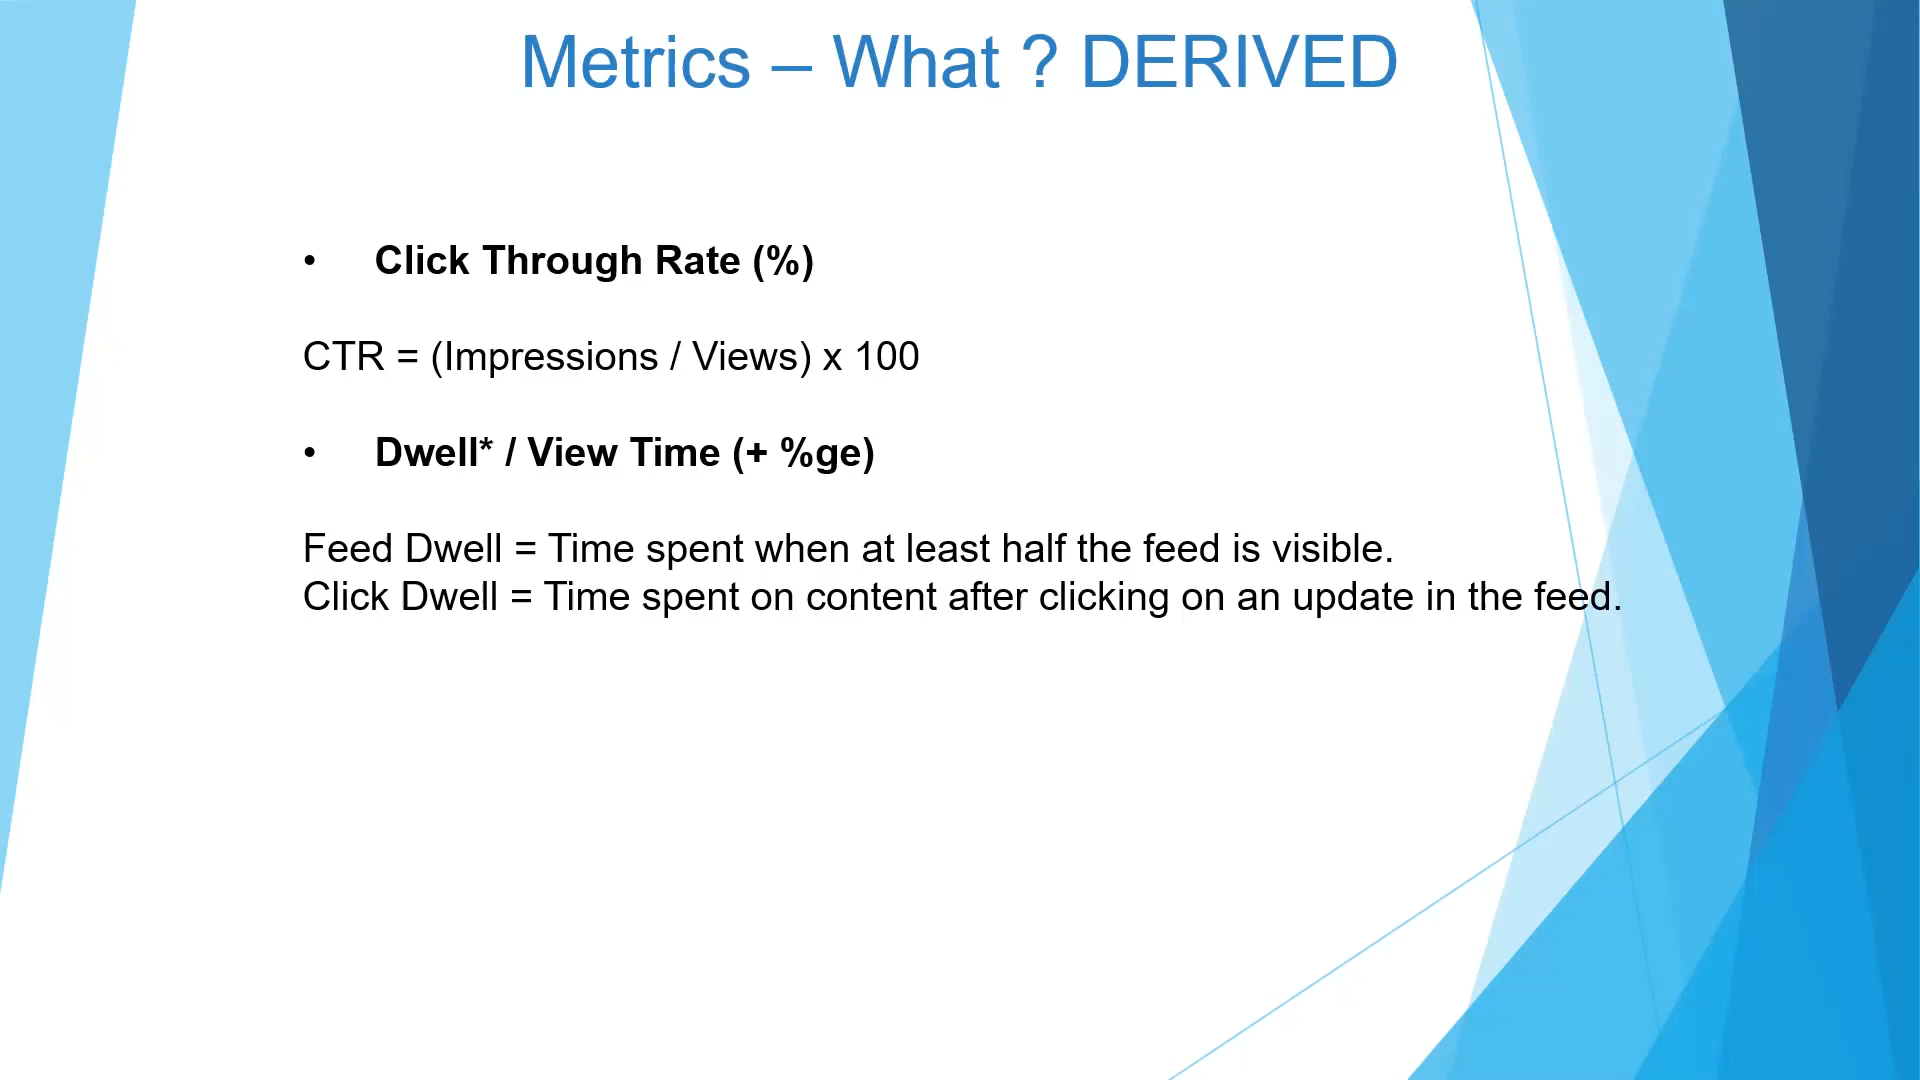 Metrics – What ? DERIVED
• Click Through Rate (%)
CTR = (Impressions / Views) x 100
• Dwell* / View Time (+ %ge)
Feed Dwell = Time spent when at least half the feed is visible.
Click Dwell = Time spent on content after clicking on an update in the feed.